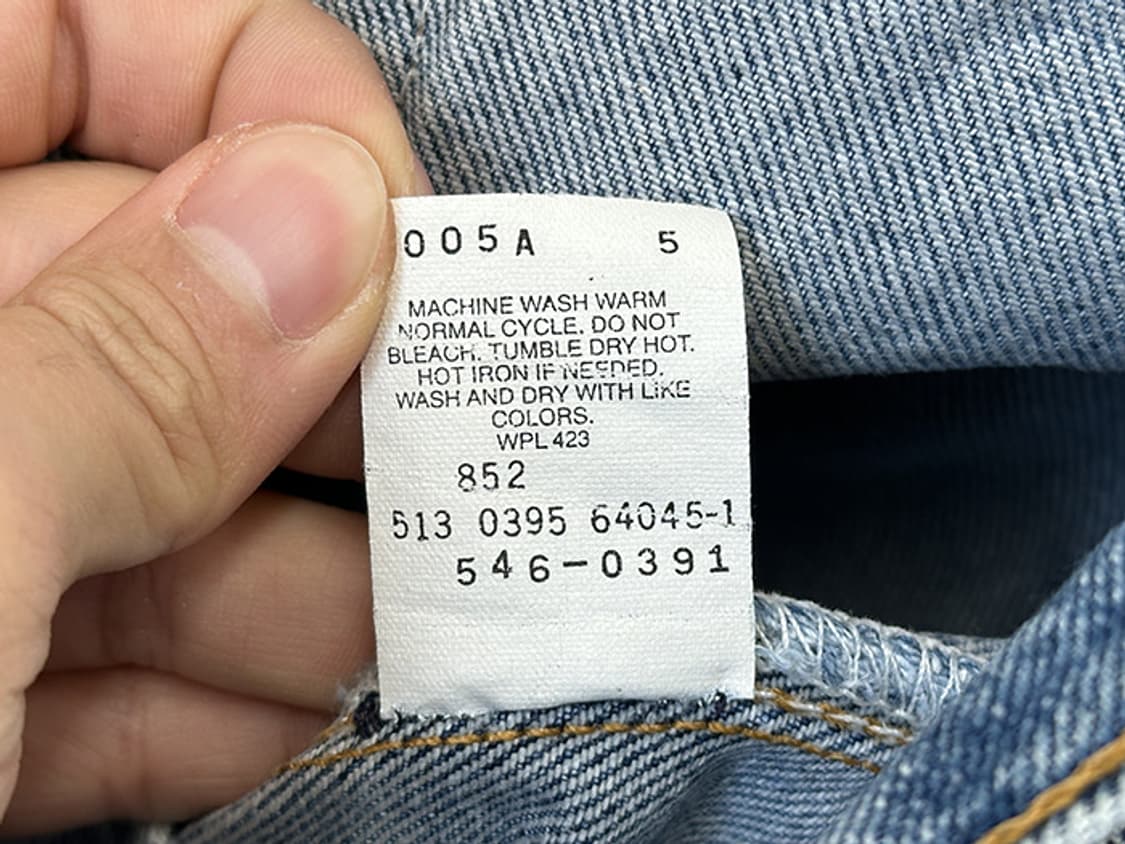 005A 5
MACHINE WASH WARM
NORMAL CYCLE. DO NOT
BLEACH. TUMBLE DRY HOT.
HOT IRON IF NEEDED.
WASH AND DRY WITH LIKE
COLORS.
WPL 423
852
513 0395 64045-1
546-0391